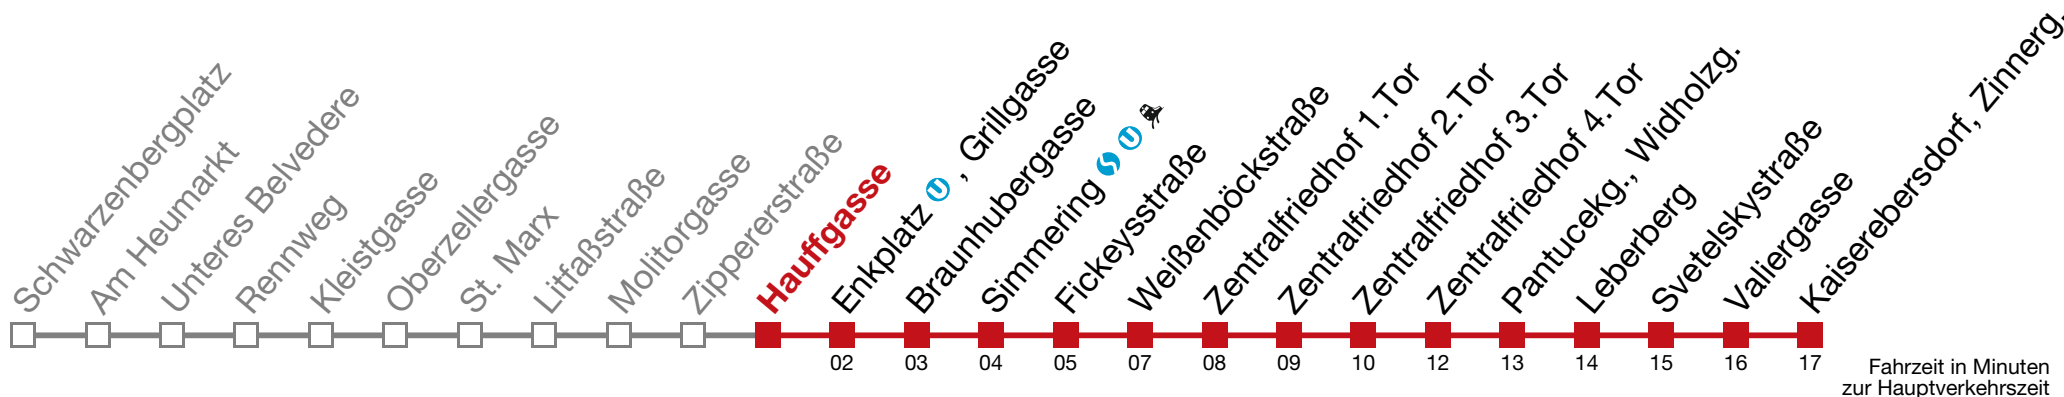 Schwarzenbergplatz
Am Heumarkt
Unteres Belvedere
Rennweg
Kleistgasse
Oberzellergasse
St. Marx
Litfaßstraße
Molitorgasse
Zippererstraße
Hauffgasse
Enkplatz U , Grillgasse
Braunhubergasse
Simmering S U
Fickeysstraße
Weißenböckstraße
Zentralfriedhof 1. Tor
Zentralfriedhof 2. Tor
Zentralfriedhof 3. Tor
Zentralfriedhof 4. Tor
Pantucekg., Widholzg.
Leberberg
Svetelskystraße
Valiergasse
Kaiserebersdorf, Zinnerg.
02 03 04 05 07 08 09 10 12 13 14 15 16 17
Fahrzeit in Minuten
zur Hauptverkehrszeit